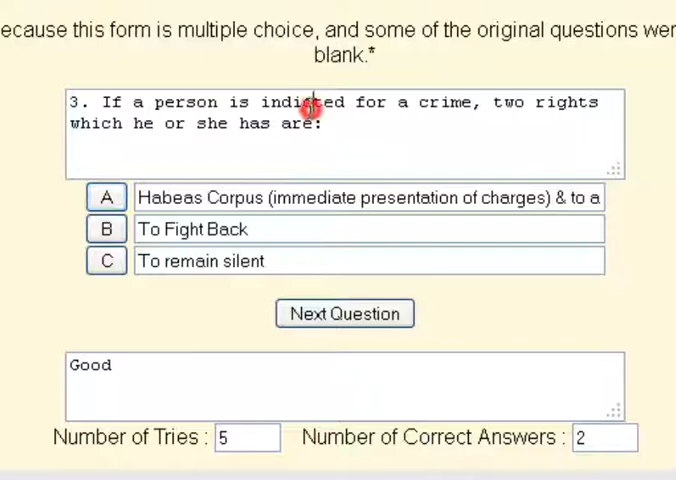 ecause this form is multiple choice, and some of the original questions wer
blank.*
3. If a person is indicted for a crime, two rights
which he or she has are:
A Habeas Corpus (immediate presentation of charges) & to a
B To Fight Back
C To remain silent
Next Question
Good
Number of Tries : 5 Number of Correct Answers : 2